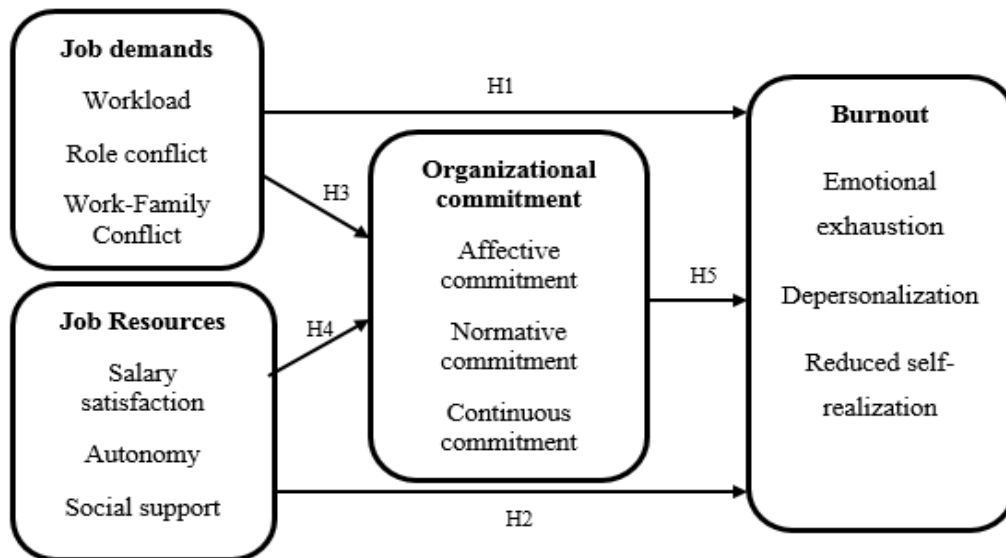 Job demands
Workload
Role conflict
Work-Family
Conflict
H1
H3
Job Resources
Salary
satisfaction
Autonomy
Social support
H4
H2
Organizational
commitment
Affective
commitment
Normative
commitment
Continuous
commitment
H5
Burnout
Emotional
exhaustion
Depersonalization
Reduced self-
realization